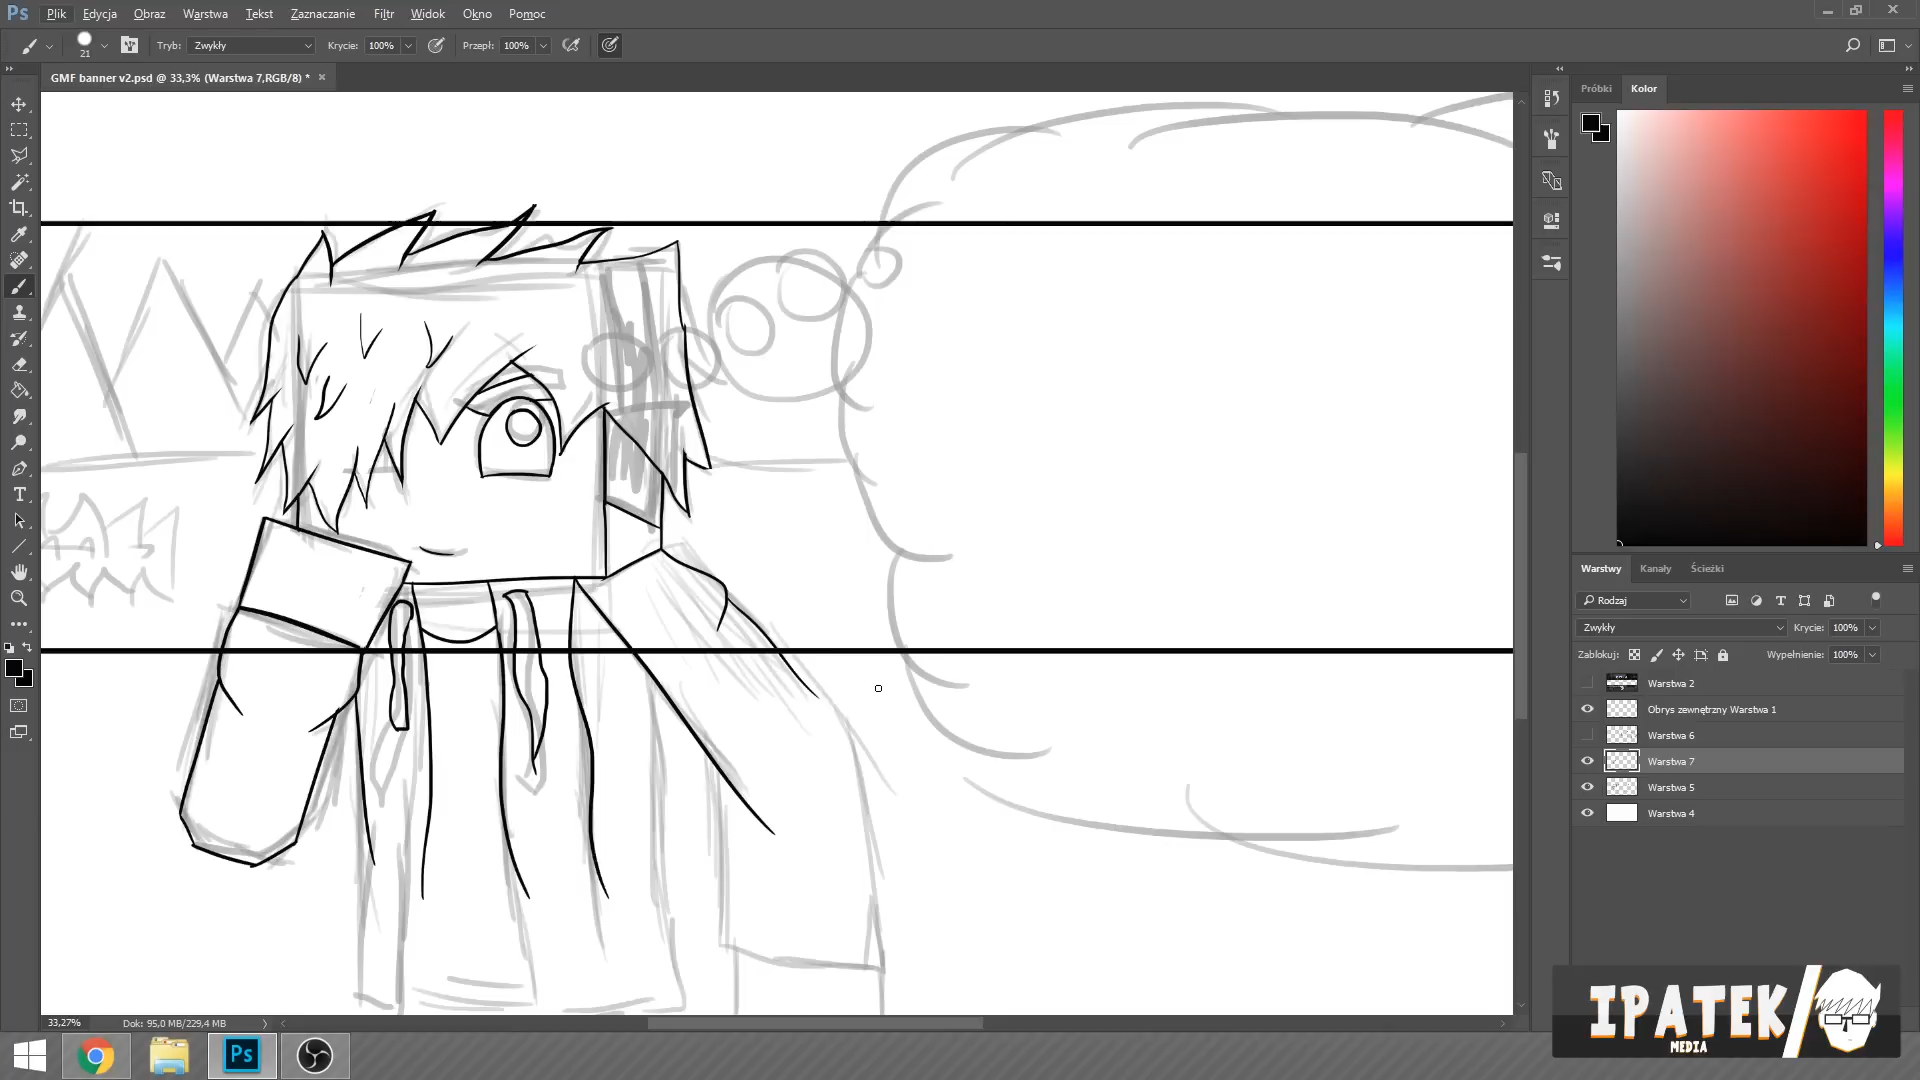 Ps Plik Edycja Obraz Warstwa Tekst Zaznaczanie Filtr Widok Okno Pomoc
21 Tryb: Zwykły Krycie: 100% Przepł: 100%
GMF banner v2.psd @ 33,3% (Warstwa 7,RGB/8) *
Próbki Kolor
Warstwy Kanały Ścieżki
Rodzaj
Zwykły Krycie: 100%
Zablokuj: Wypełnienie: 100%
Warstwa 2
Obrys zewnętrzny Warstwa 1
Warstwa 6
Warstwa 7
Warstwa 5
Warstwa 4
33,27% Dok: 95,0 MB/229,4 MB
Ps
IPATEK
MEDIA